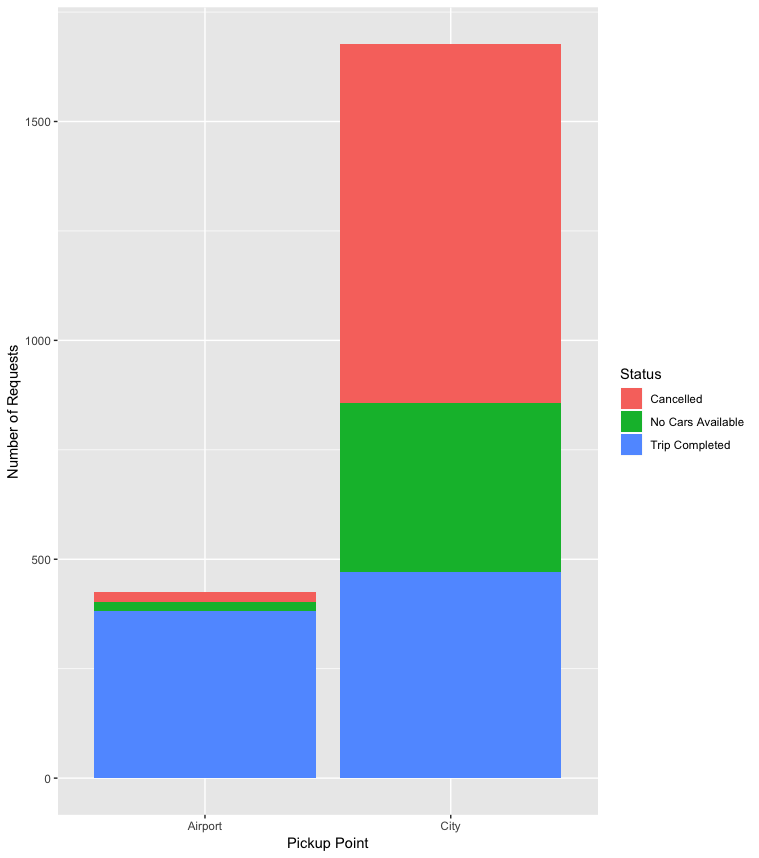 1500
1000
500
0
Number of Requests
Airport
City
Pickup Point
Status
Cancelled
No Cars Available
Trip Completed